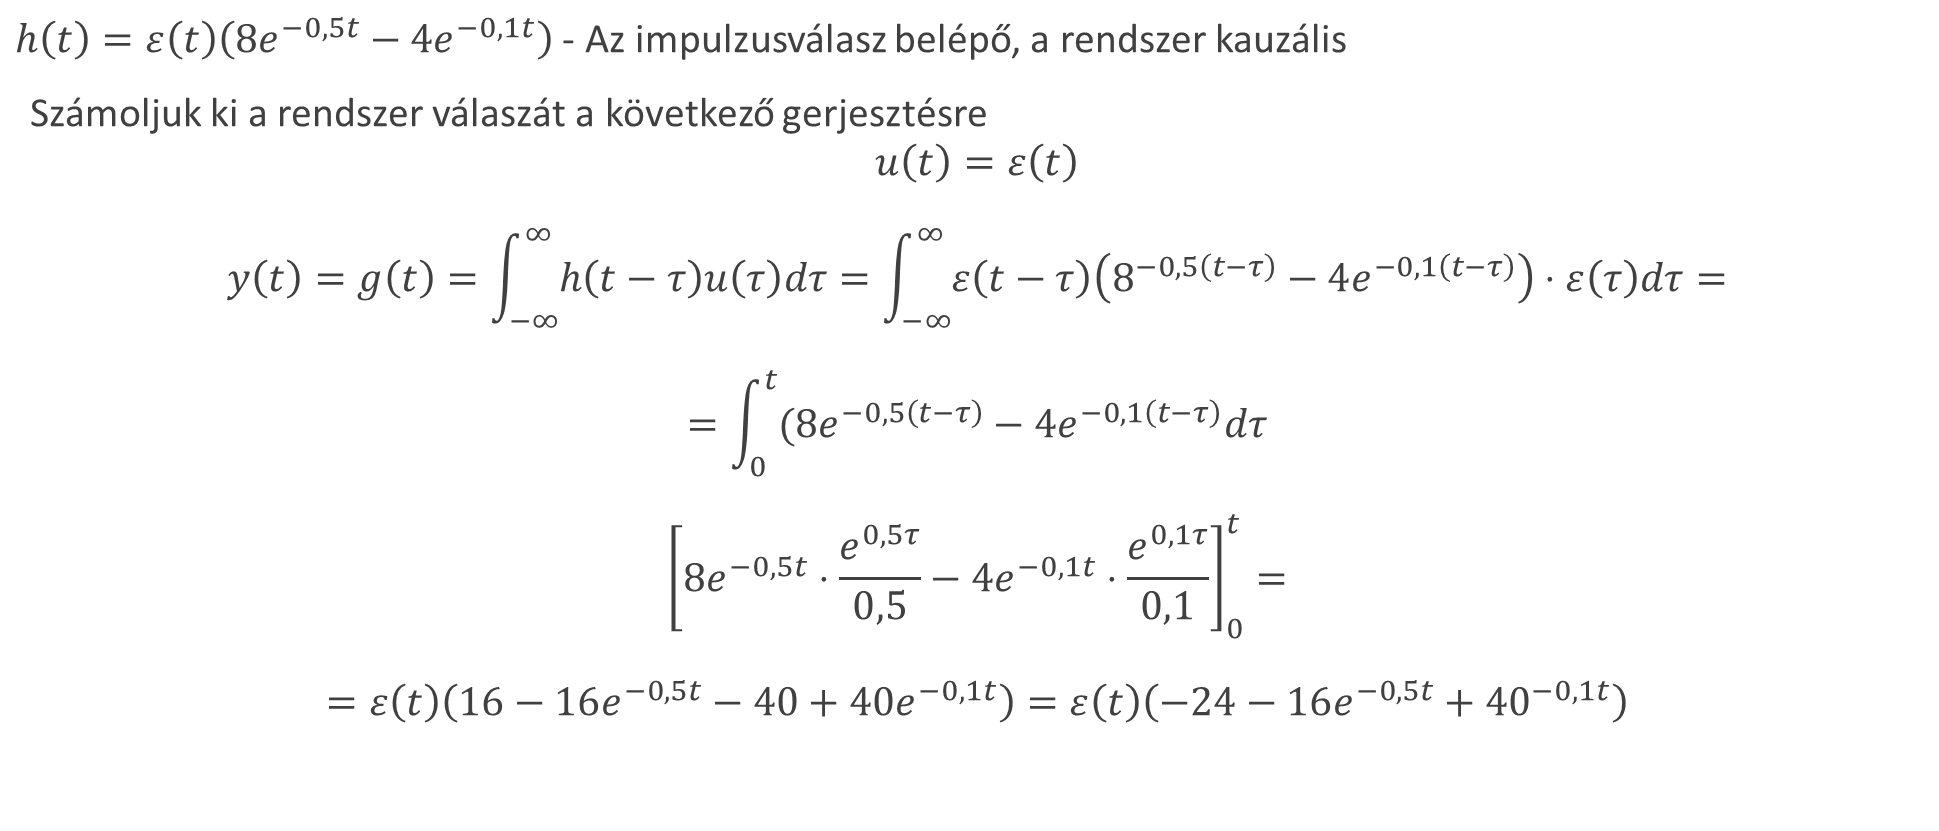 h(t) = ε(t)(8e^{−0,5t} − 4e^{−0,1t}) - Az impulzusválasz belépő, a rendszer kauzális
Számoljuk ki a rendszer válaszát a következő gerjesztésre
u(t) = ε(t)
y(t) = g(t) = ∫_{−∞}^{∞} h(t − τ)u(τ)dτ = ∫_{−∞}^{∞} ε(t − τ)(8^{−0,5(t−τ)} − 4e^{−0,1(t−τ)}) · ε(τ)dτ =
= ∫_{0}^{t} (8e^{−0,5(t−τ)} − 4e^{−0,1(t−τ)}dτ
[8e^{−0,5t} · \frac{e^{0,5τ}}{0,5} − 4e^{−0,1t} · \frac{e^{0,1τ}}{0,1}]_{0}^{t} =
= ε(t)(16 − 16e^{−0,5t} − 40 + 40e^{−0,1t}) = ε(t)(−24 − 16e^{−0,5t} + 40^{−0,1t})